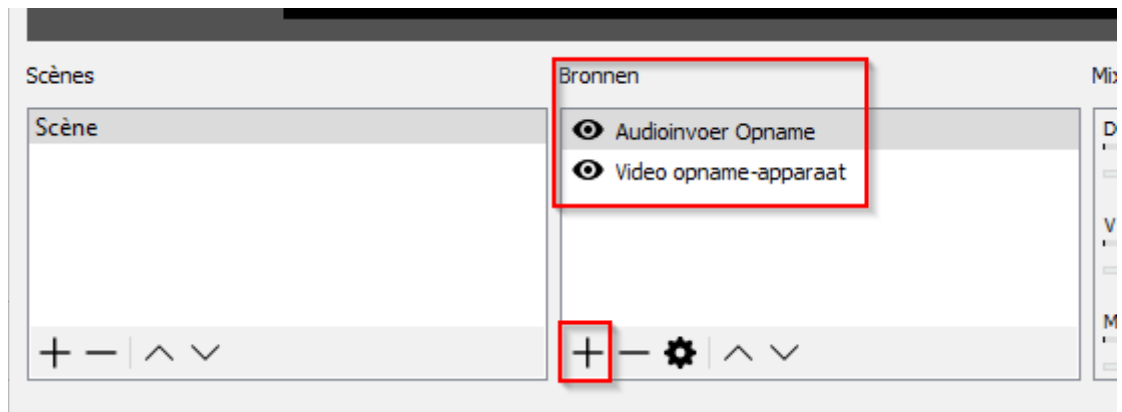 Scènes
Scène
Bronnen
Audioinvoer Opname
Video opname-apparaat